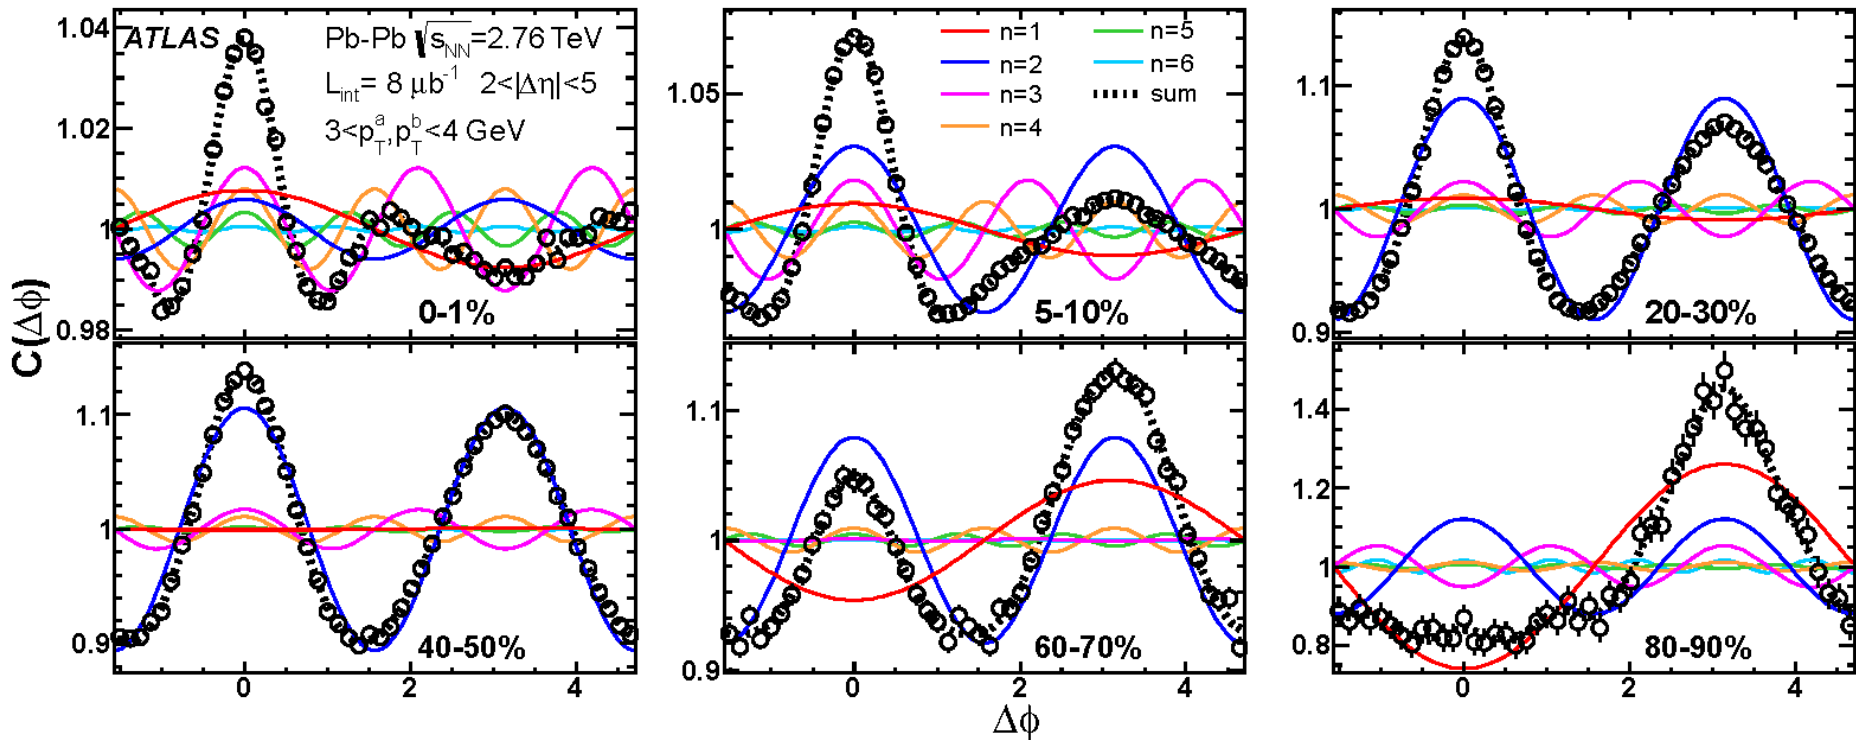 C(Δϕ)
1.04
1.02
1
0.98
ATLAS
Pb-Pb √s_NN=2.76 TeV
L_int= 8 μb^-1 2<|Δη|<5
3<p_T^a,p_T^b<4 GeV
0-1%
1.05
1
n=1
n=2
n=3
n=4
n=5
n=6
sum
5-10%
1.1
1
0.9
20-30%
1.1
1
0.9
40-50%
0 2 4
1.1
1
0.9
60-70%
0 2 4
1.4
1.2
1
0.8
80-90%
0 2 4
Δϕ